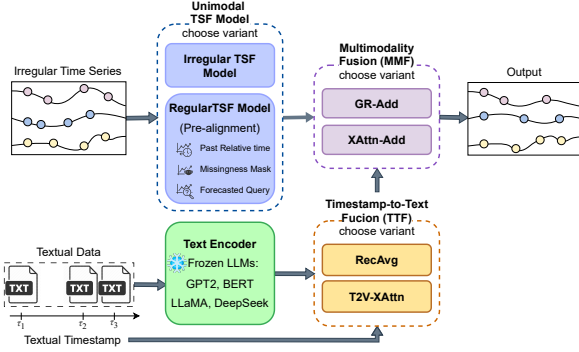 Unimodal
TSF Model
choose variant
Irregular TSF
Model
RegularTSF Model
(Pre-alignment)
Past Relative time
Missingness Mask
Forecasted Query
Irregular Time Series
Multimodality
Fusion (MMF)
choose variant
GR-Add
XAttn-Add
Output
Timestamp-to-Text
Fucion (TTF)
choose variant
RecAvg
T2V-XAttn
Text Encoder
Frozen LLMs:
GPT2, BERT
LLaMA, DeepSeek
Textual Data
TXT TXT TXT
τ1 τ2 τ3 t
Textual Timestamp